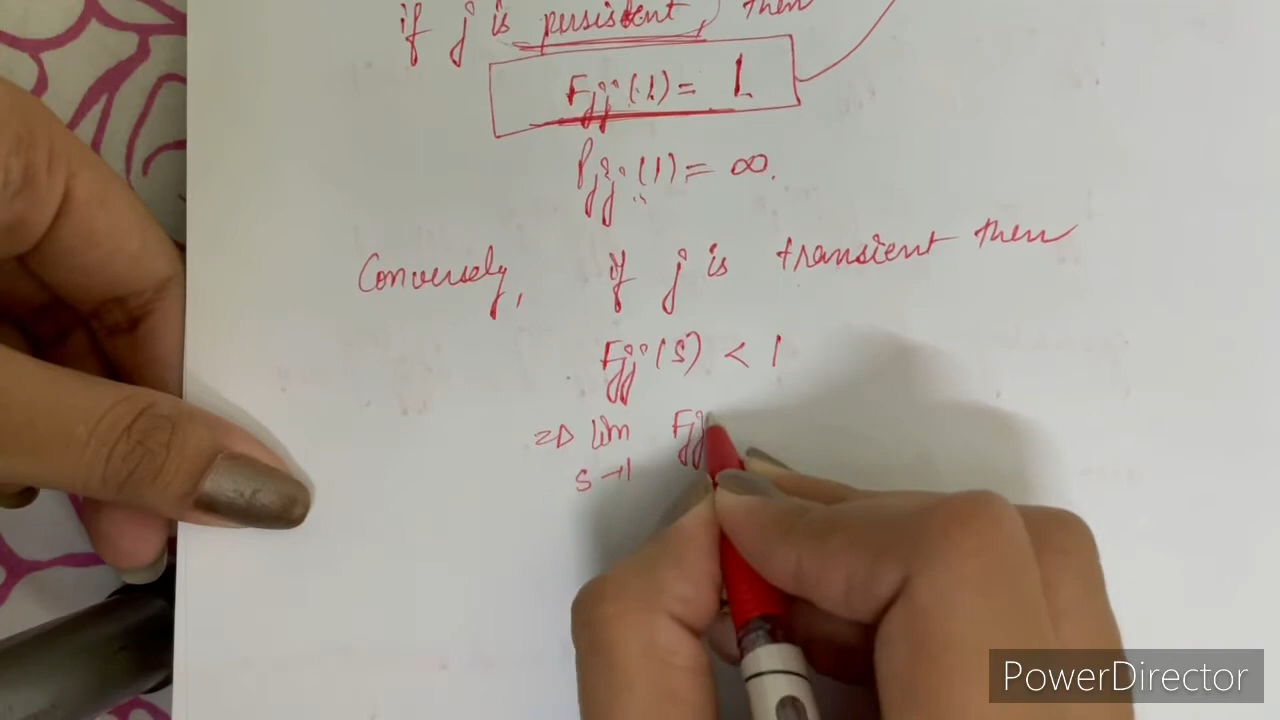 if j is persistent, then
Fjj(1) = 1
Pjj(1) = ∞.
Conversely, if j is transient then
Fjj(s) < 1
⇒ lim Fjj
s→1
PowerDirector